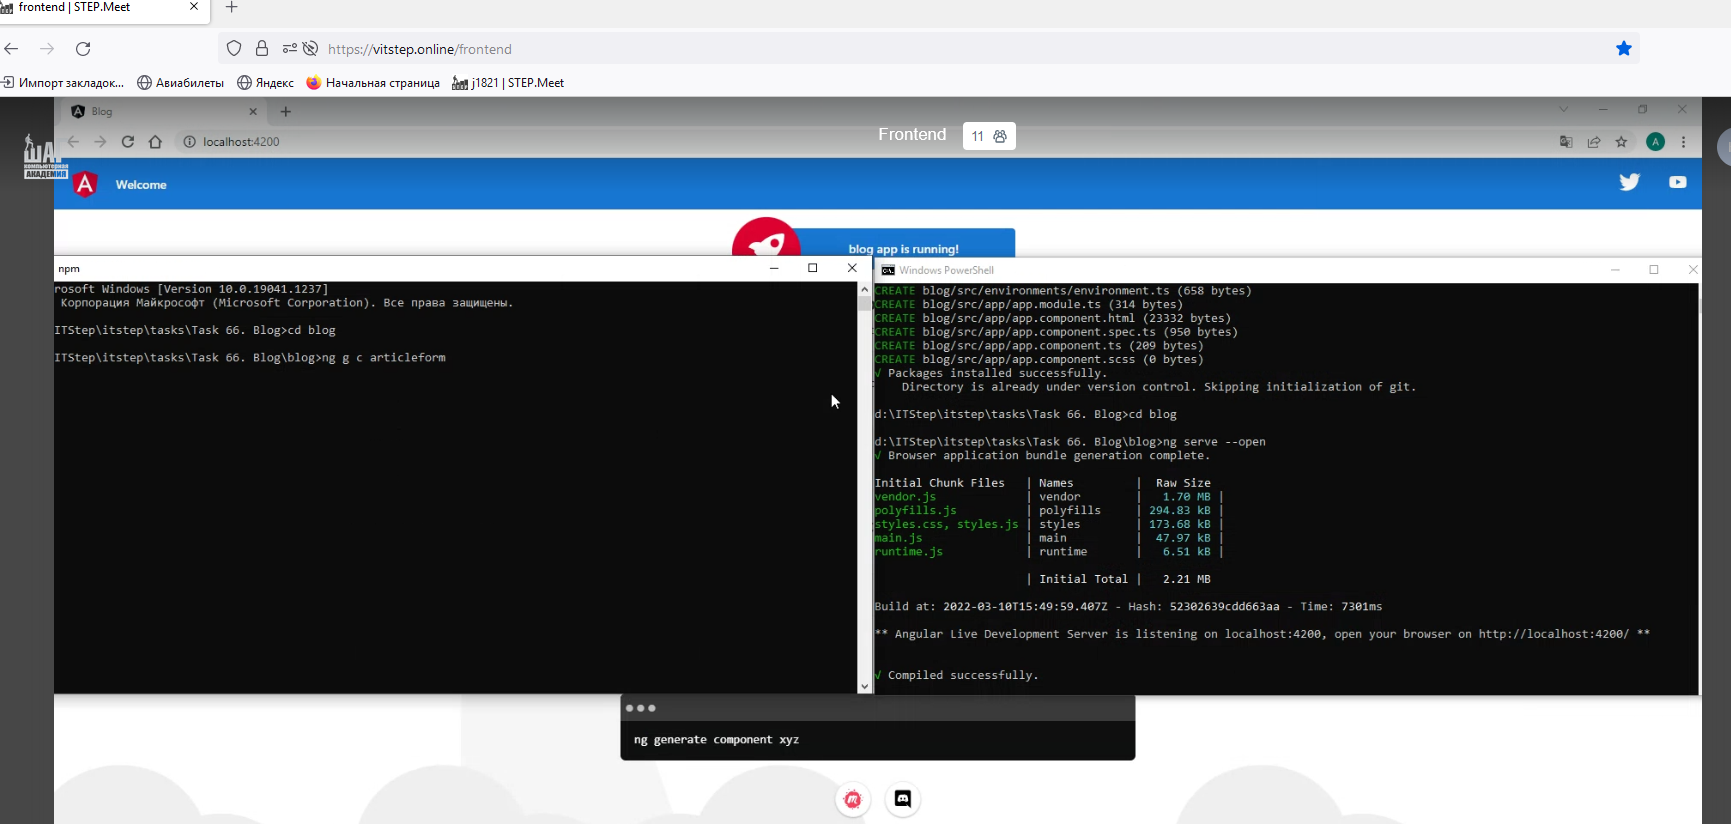 frontend | STEP.Meet
https://vitstep.online/frontend
Импорт закладок...
Авиабилеты
Яндекс
Начальная страница
j1821 | STEP.Meet
Blog
localhost:4200
Frontend
11
A
ШАГ
КОМПЬЮТЕРНАЯ
АКАДЕМИЯ
Welcome
blog app is running!
npm
rosoft Windows [Version 10.0.19041.1237]
Корпорация Майкрософт (Microsoft Corporation). Все права защищены.
ITStep\itstep\tasks\Task 66. Blog>cd blog
ITStep\itstep\tasks\Task 66. Blog\blog>ng g c articleform
Windows PowerShell
CREATE blog/src/environments/environment.ts (658 bytes)
CREATE blog/src/app/app.module.ts (314 bytes)
CREATE blog/src/app/app.component.html (23332 bytes)
CREATE blog/src/app/app.component.spec.ts (950 bytes)
CREATE blog/src/app/app.component.ts (209 bytes)
CREATE blog/src/app/app.component.scss (0 bytes)
√ Packages installed successfully.
Directory is already under version control. Skipping initialization of git.
d:\ITStep\itstep\tasks\Task 66. Blog>cd blog
d:\ITStep\itstep\tasks\Task 66. Blog\blog>ng serve --open
√ Browser application bundle generation complete.
Initial Chunk Files | Names | Raw Size
vendor.js | vendor | 1.70 MB |
polyfills.js | polyfills | 294.83 kB |
styles.css, styles.js | styles | 173.68 kB |
main.js | main | 47.97 kB |
runtime.js | runtime | 6.51 kB |
| Initial Total | 2.21 MB
Build at: 2022-03-10T15:49:59.407Z - Hash: 52302639cdd663aa - Time: 7301ms
** Angular Live Development Server is listening on localhost:4200, open your browser on http://localhost:4200/ **
√ Compiled successfully.
ng generate component xyz